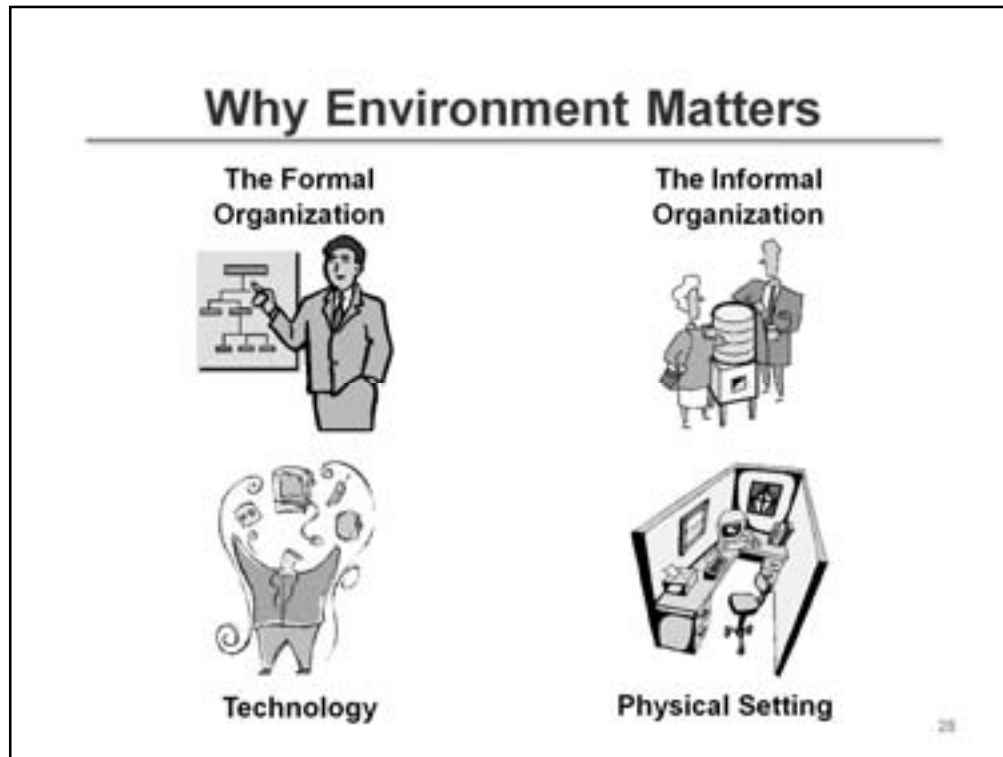 Why Environment Matters
The Formal
Organization
The Informal
Organization
Technology
Physical Setting